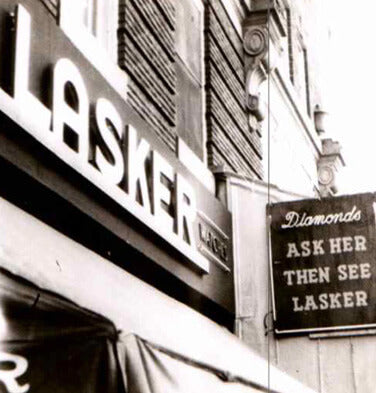 LASKER
Diamonds
ASK HER
THEN SEE
LASKER
R